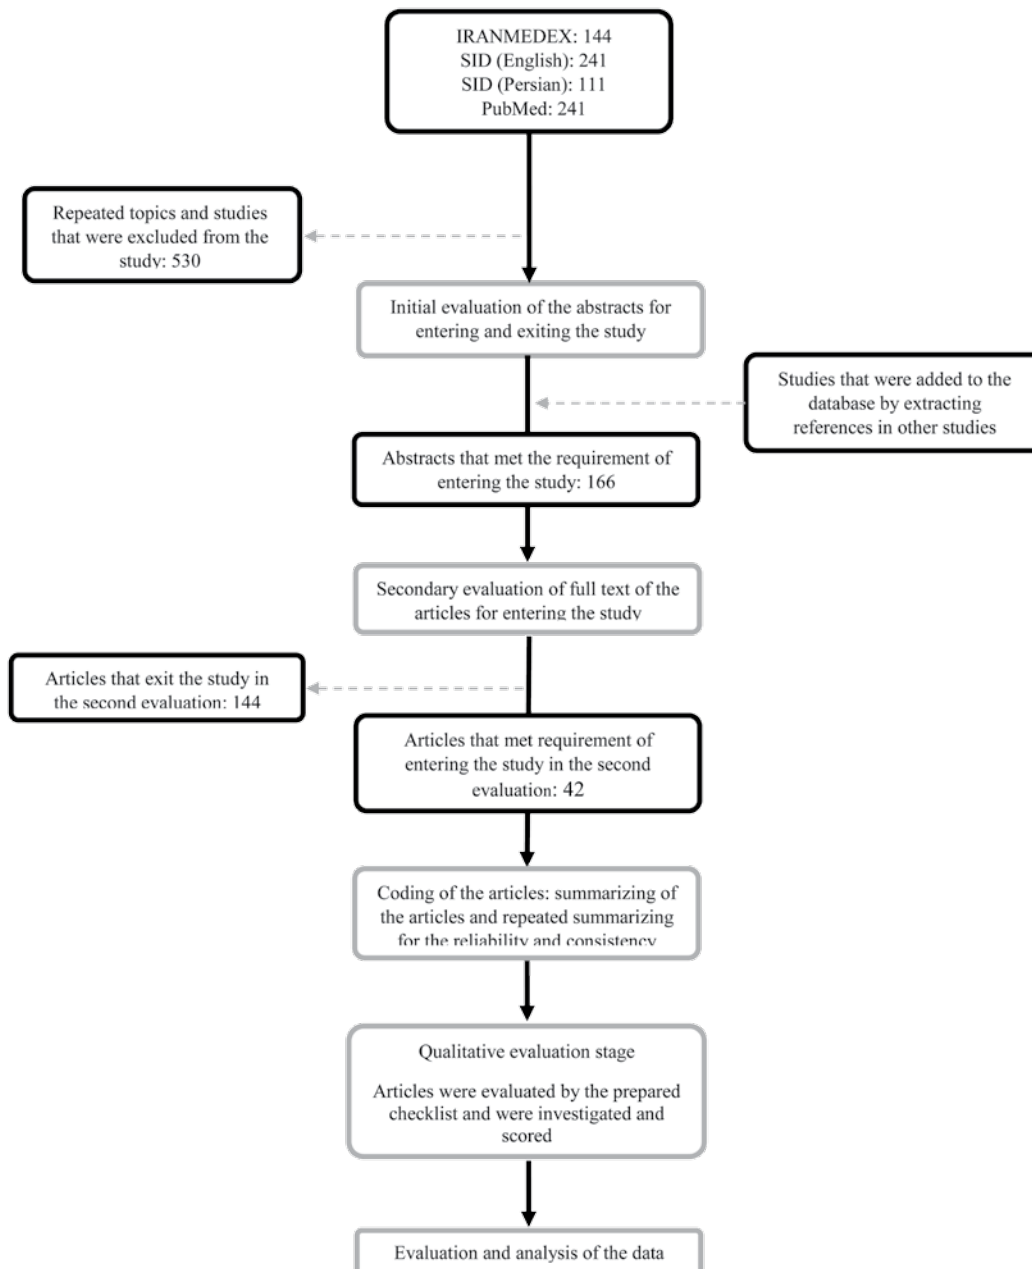 IRANMEDEX: 144
SID (English): 241
SID (Persian): 111
PubMed: 241
Repeated topics and studies
that were excluded from the
study: 530
Initial evaluation of the abstracts for
entering and exiting the study
Studies that were added to the
database by extracting
references in other studies
Abstracts that met the requirement of
entering the study: 166
Secondary evaluation of full text of the
articles for entering the study
Articles that exit the study in
the second evaluation: 144
Articles that met requirement of
entering the study in the second
evaluation: 42
Coding of the articles: summarizing of
the articles and repeated summarizing
for the reliability and consistency
Qualitative evaluation stage
Articles were evaluated by the prepared
checklist and were investigated and
scored
Evaluation and analysis of the data